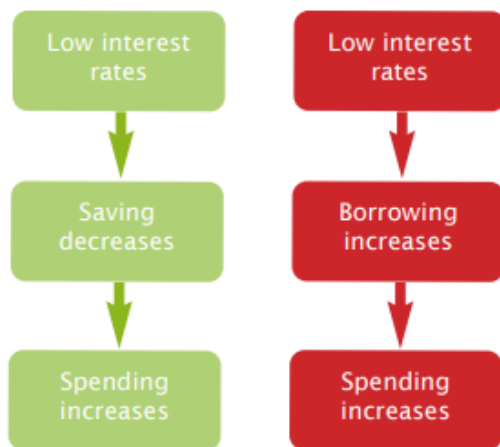 Low interest
rates
Saving
decreases
Spending
increases
Low interest
rates
Borrowing
increases
Spending
increases